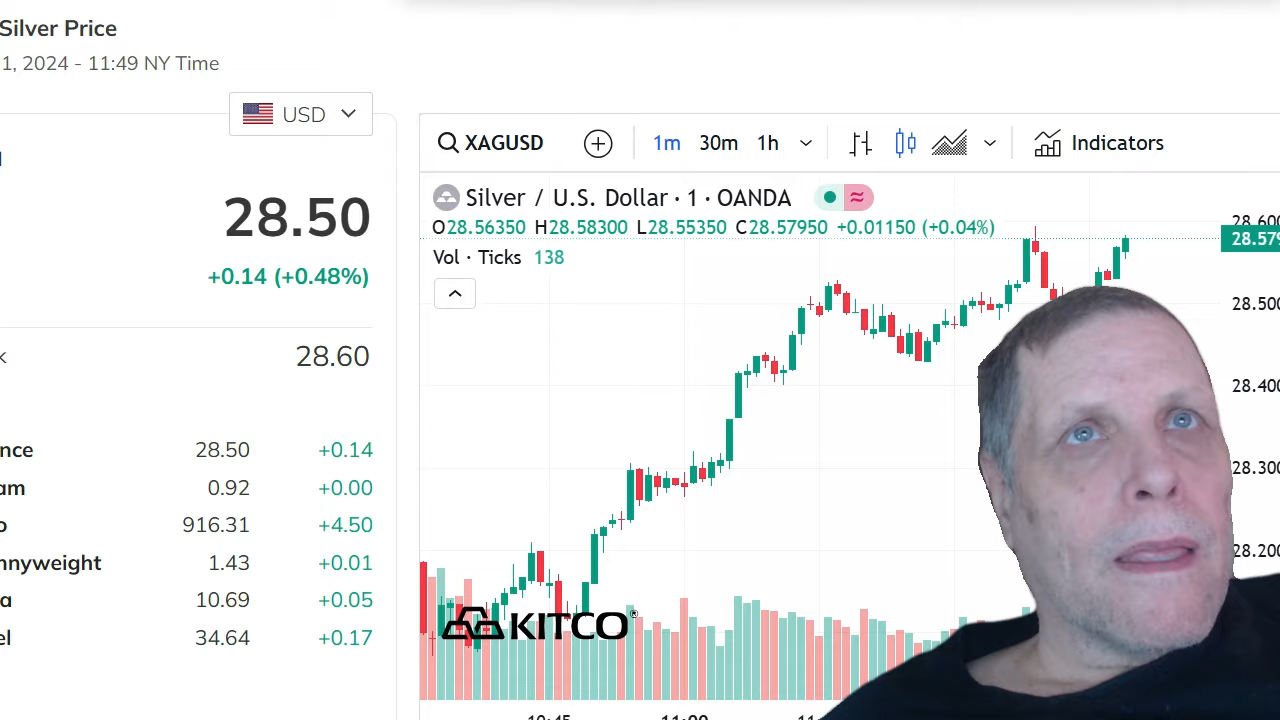 Silver Price
1, 2024 - 11:49 NY Time
USD
28.50
+0.14 (+0.48%)
28.60
nce 28.50 +0.14
am 0.92 +0.00
o 916.31 +4.50
nnyweight 1.43 +0.01
a 10.69 +0.05
el 34.64 +0.17
XAGUSD 1m 30m 1h Indicators
Silver / U.S. Dollar · 1 · OANDA
O28.56350 H28.58300 L28.55350 C28.57950 +0.01150 (+0.04%)
Vol · Ticks 138
28.600
28.579
28.500
28.400
28.300
28.200
KITCO®
10:45 11:00